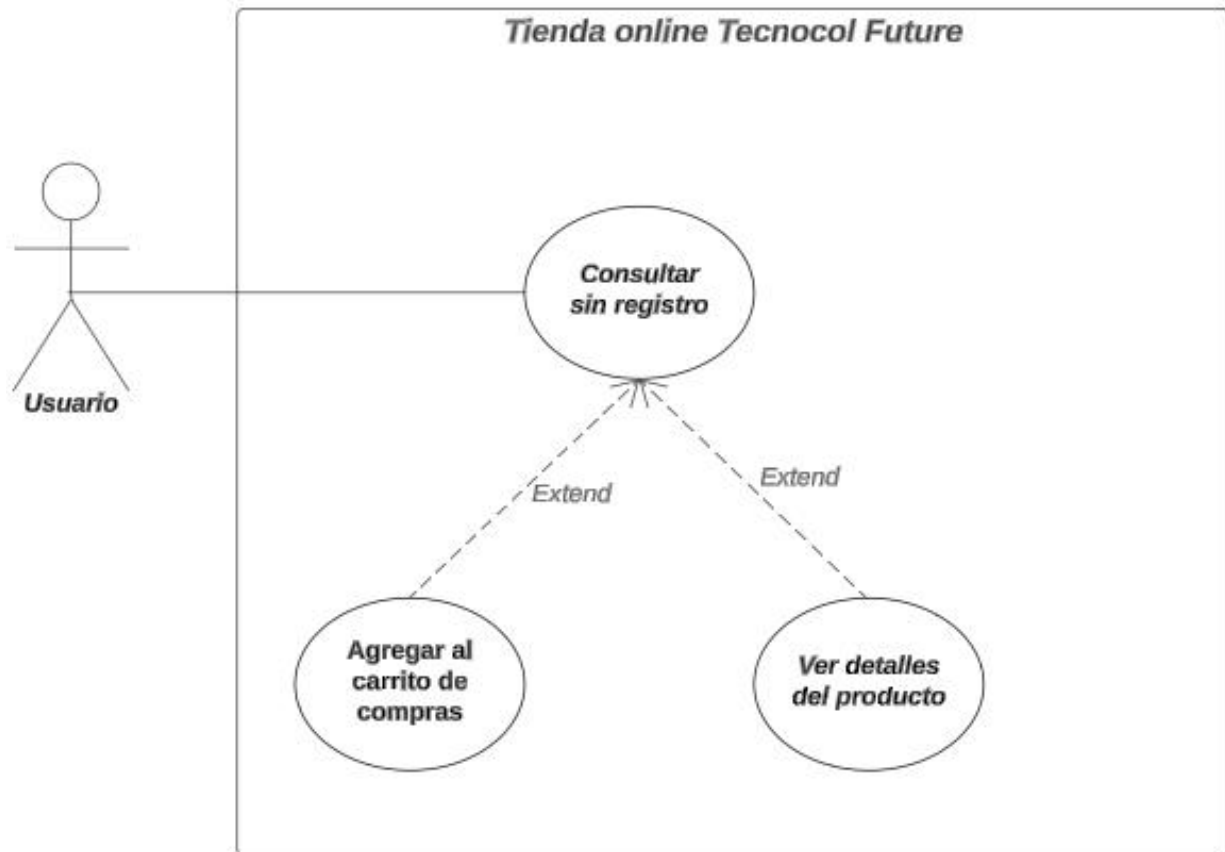 Tienda online Tecnocol Future
Consultar
sin registro
Usuario
Extend
Extend
Agregar al
carrito de
compras
Ver detalles
del producto